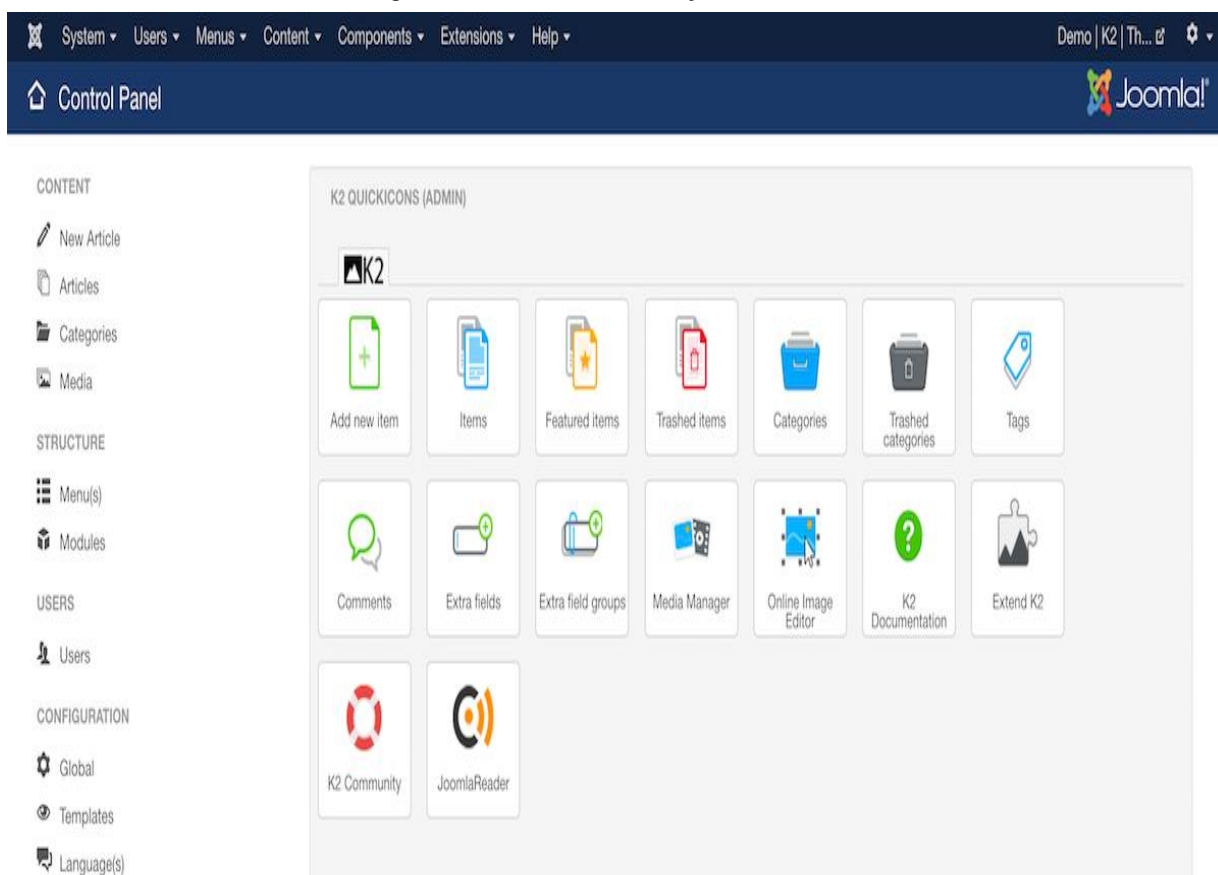 System Users Menus Content Components Extensions Help Demo | K2 | Th...
Control Panel Joomla!
CONTENT
New Article
Articles
Categories
Media
STRUCTURE
Menu(s)
Modules
USERS
Users
CONFIGURATION
Global
Templates
Language(s)
K2 QUICKICONS (ADMIN)
K2
Add new item Items Featured items Trashed items Categories Trashed categories Tags
Comments Extra fields Extra field groups Media Manager Online Image Editor K2 Documentation Extend K2
K2 Community JoomlaReader